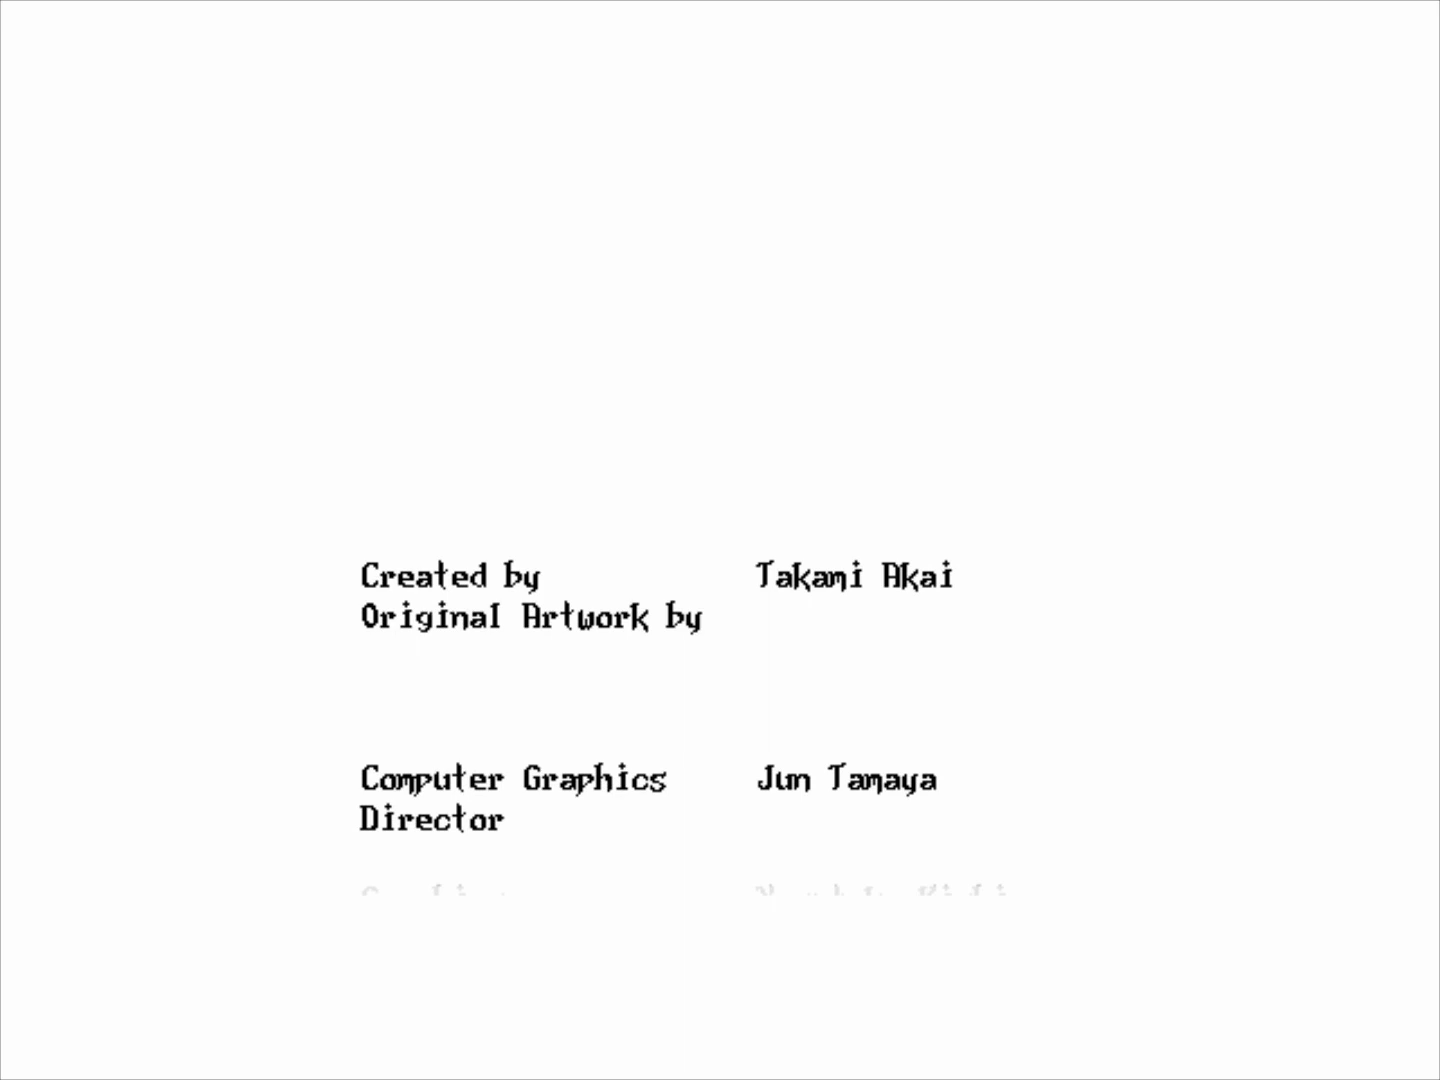 Created by Takami Akai
Original Artwork by
Computer Graphics Jun Tamaya
Director